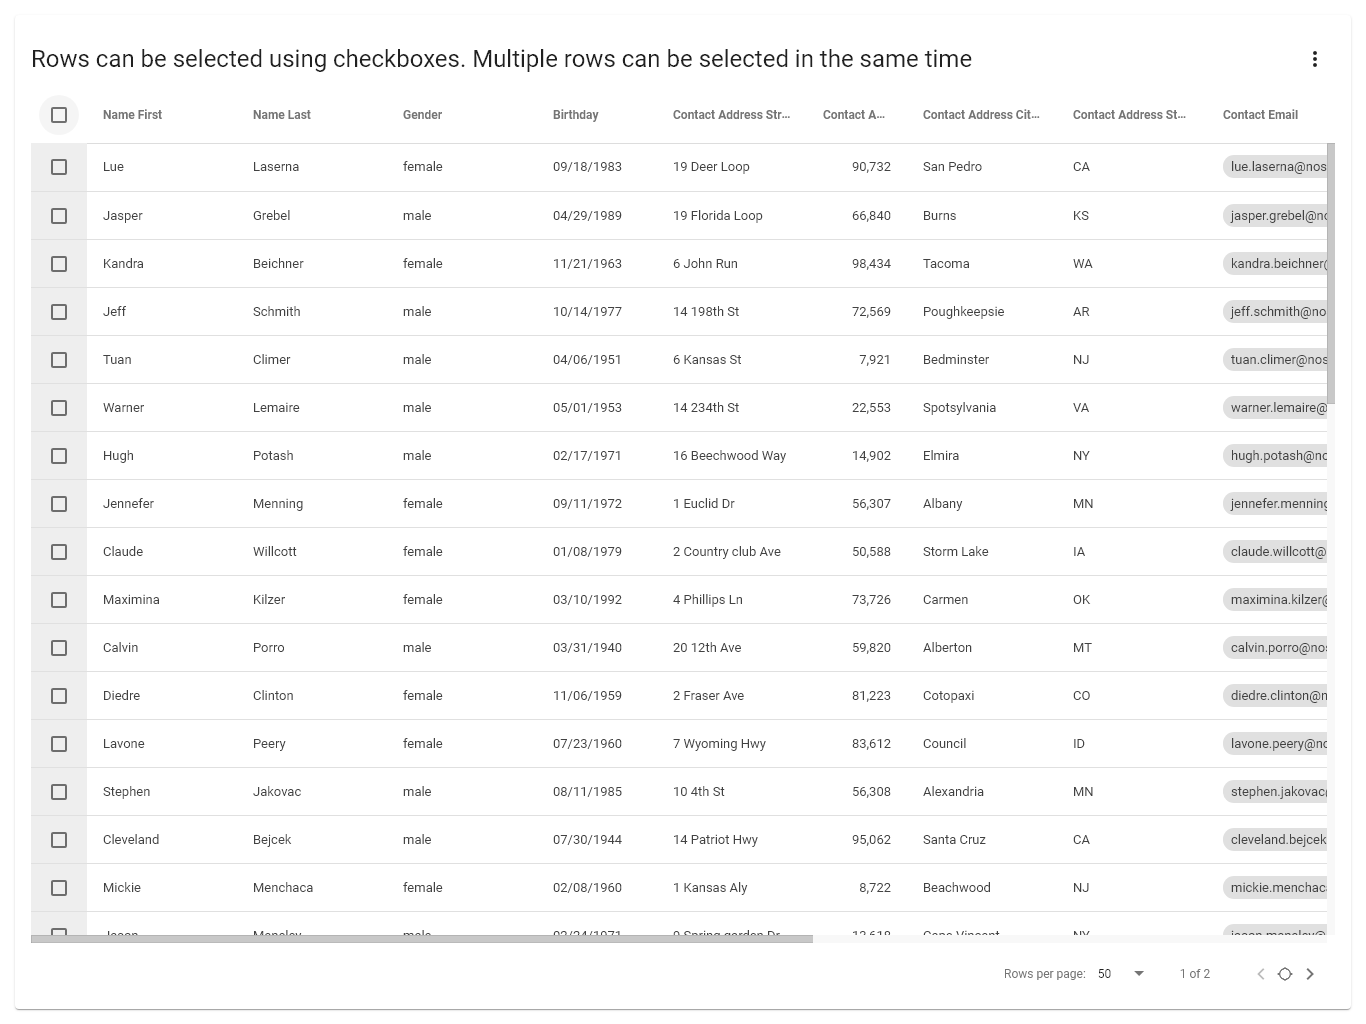 Rows can be selected using checkboxes. Multiple rows can be selected in the same time
Name First Name Last Gender Birthday Contact Address Str... Contact A... Contact Address Cit... Contact Address St... Contact Email
Lue Laserna female 09/18/1983 19 Deer Loop 90,732 San Pedro CA lue.laserna@nos
Jasper Grebel male 04/29/1989 19 Florida Loop 66,840 Burns KS jasper.grebel@no
Kandra Beichner female 11/21/1963 6 John Run 98,434 Tacoma WA kandra.beichner@
Jeff Schmith male 10/14/1977 14 198th St 72,569 Poughkeepsie AR jeff.schmith@no
Tuan Climer male 04/06/1951 6 Kansas St 7,921 Bedminster NJ tuan.climer@nos
Warner Lemaire male 05/01/1953 14 234th St 22,553 Spotsylvania VA warner.lemaire@
Hugh Potash male 02/17/1971 16 Beechwood Way 14,902 Elmira NY hugh.potash@no
Jennefer Menning female 09/11/1972 1 Euclid Dr 56,307 Albany MN jennefer.menning
Claude Willcott female 01/08/1979 2 Country club Ave 50,588 Storm Lake IA claude.willcott@
Maximina Kilzer female 03/10/1992 4 Phillips Ln 73,726 Carmen OK maximina.kilzer@
Calvin Porro male 03/31/1940 20 12th Ave 59,820 Alberton MT calvin.porro@nos
Diedre Clinton female 11/06/1959 2 Fraser Ave 81,223 Cotopaxi CO diedre.clinton@n
Lavone Peery female 07/23/1960 7 Wyoming Hwy 83,612 Council ID lavone.peery@no
Stephen Jakovac male 08/11/1985 10 4th St 56,308 Alexandria MN stephen.jakovac@
Cleveland Bejcek male 07/30/1944 14 Patriot Hwy 95,062 Santa Cruz CA cleveland.bejcek
Mickie Menchaca female 02/08/1960 1 Kansas Aly 8,722 Beachwood NJ mickie.menchac
Jason male Spring garden Dr Cape Vincent NY
Rows per page: 50 1 of 2